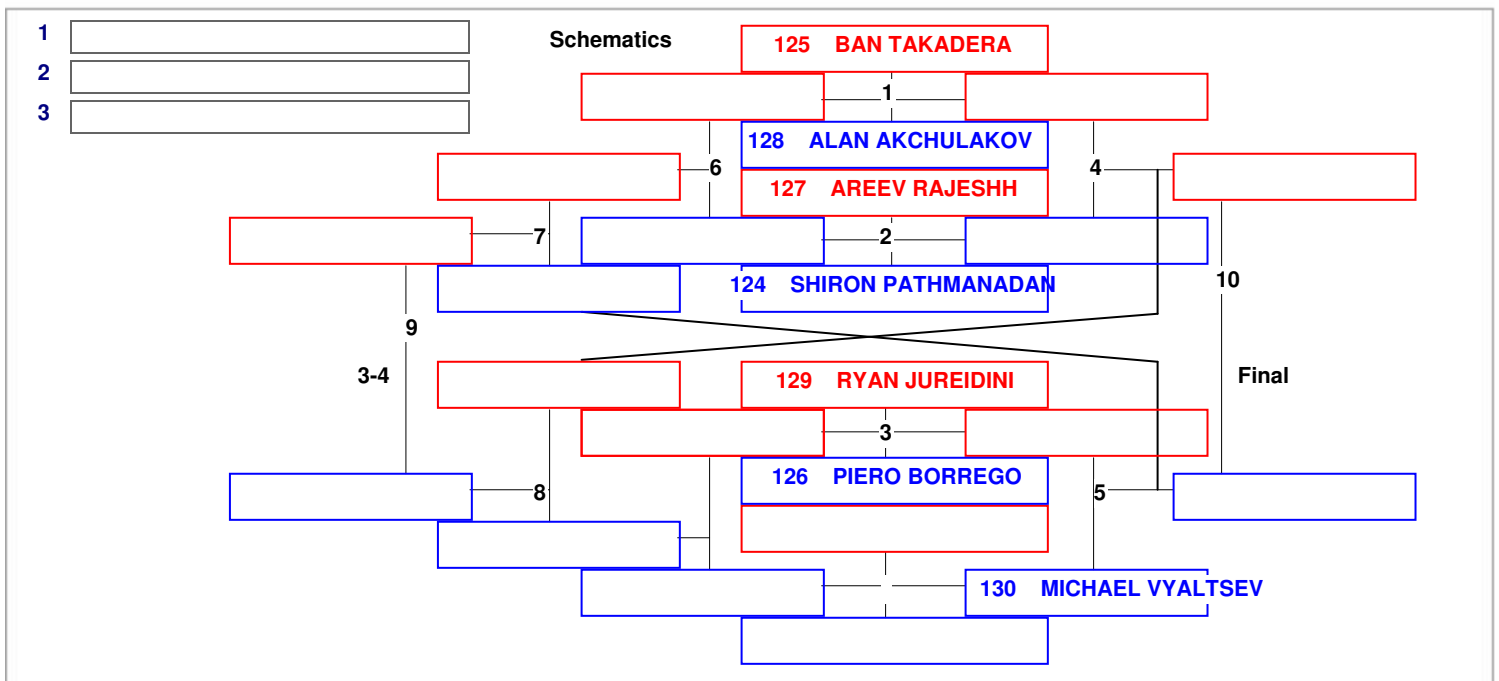 1
Schematics
125 BAN TAKADERA
2
1
3
128 ALAN AKCHULAKOV
6
4
127 AREEV RAJESHH
7
2
124 SHIRON PATHMANADAN
10
9
3-4
129 RYAN JUREIDINI
Final
3
126 PIERO BORREGO
8
5
130 MICHAEL VYALTSEV